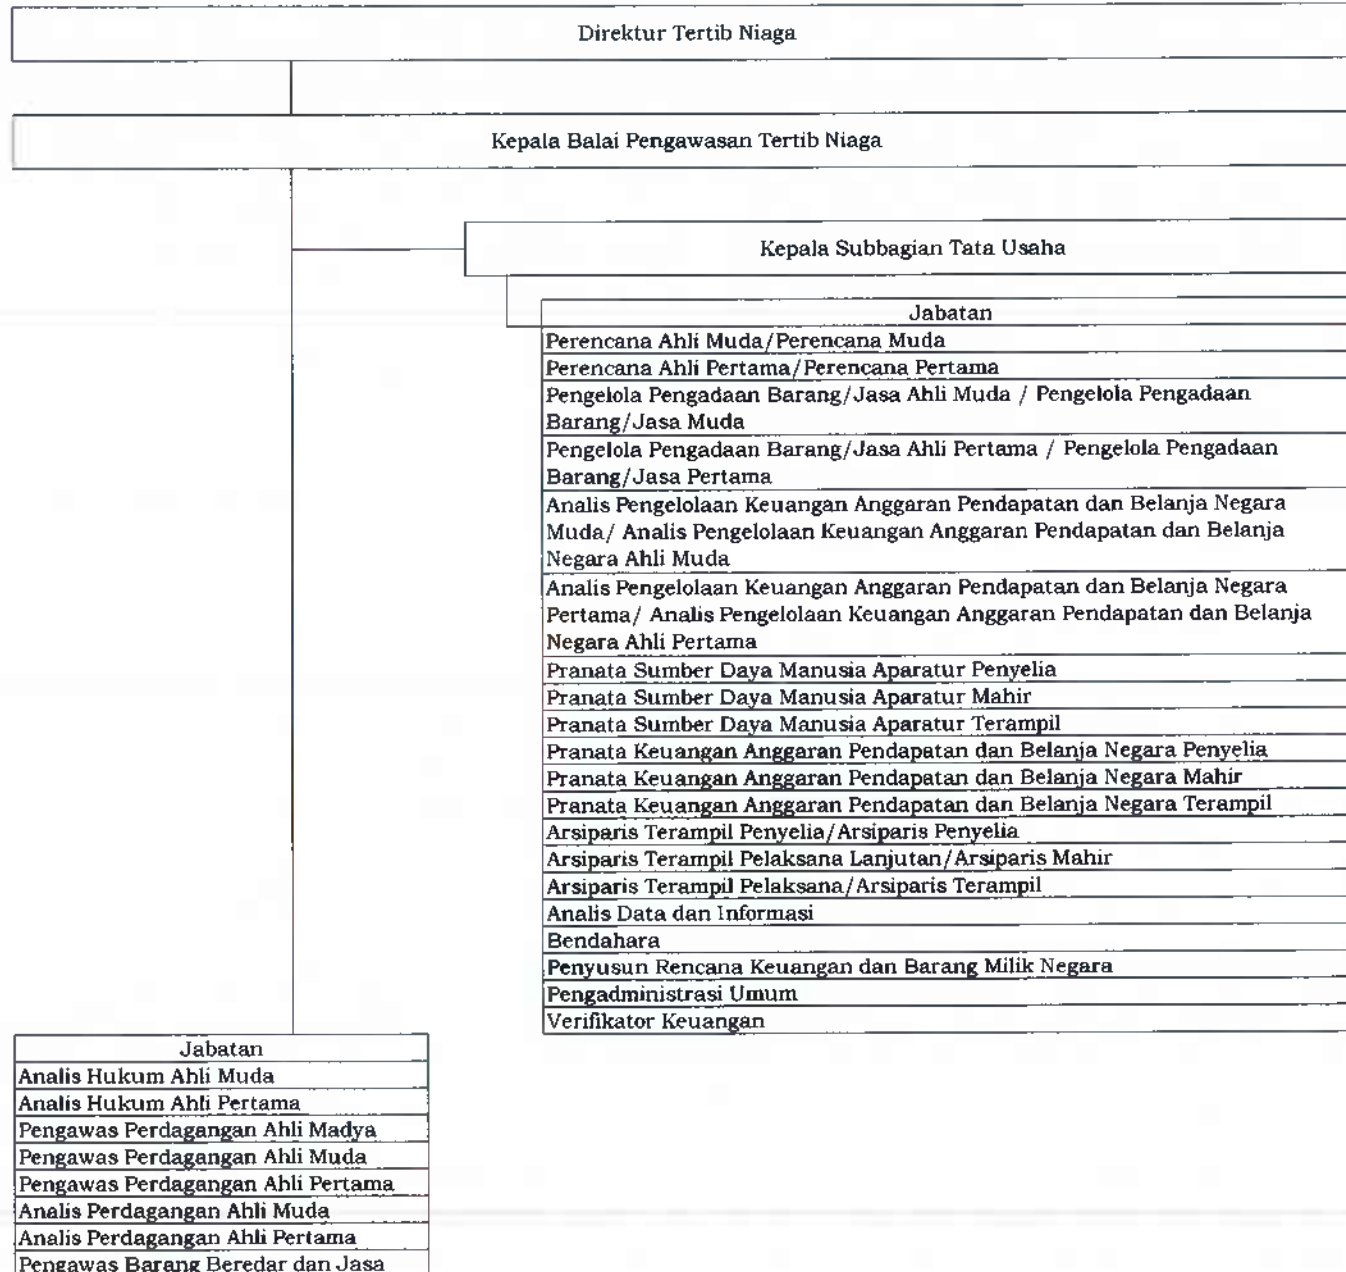 Direktur Tertib Niaga
Kepala Balai Pengawasan Tertib Niaga
Kepala Subbagian Tata Usaha
Jabatan
Perencana Ahli Muda/Perencana Muda
Perencana Ahli Pertama/Perencana Pertama
Pengelola Pengadaan Barang/Jasa Ahli Muda / Pengelola Pengadaan
Barang/Jasa Muda
Pengelola Pengadaan Barang/Jasa Ahli Pertama / Pengelola Pengadaan
Barang/Jasa Pertama
Analis Pengelolaan Keuangan Anggaran Pendapatan dan Belanja Negara
Muda/ Analis Pengelolaan Keuangan Anggaran Pendapatan dan Belanja
Negara Ahli Muda
Analis Pengelolaan Keuangan Anggaran Pendapatan dan Belanja Negara
Pertama/ Analis Pengelolaan Keuangan Anggaran Pendapatan dan Belanja
Negara Ahli Pertama
Pranata Sumber Daya Manusia Aparatur Penyelia
Pranata Sumber Daya Manusia Aparatur Mahir
Pranata Sumber Daya Manusia Aparatur Terampil
Pranata Keuangan Anggaran Pendapatan dan Belanja Negara Penyelia
Pranata Keuangan Anggaran Pendapatan dan Belanja Negara Mahir
Pranata Keuangan Anggaran Pendapatan dan Belanja Negara Terampil
Arsiparis Terampil Penyelia/Arsiparis Penyelia
Arsiparis Terampil Pelaksana Lanjutan/Arsiparis Mahir
Arsiparis Terampil Pelaksana/Arsiparis Terampil
Analis Data dan Informasi
Bendahara
Penyusun Rencana Keuangan dan Barang Milik Negara
Pengadministrasi Umum
Verifikator Keuangan
Jabatan
Analis Hukum Ahli Muda
Analis Hukum Ahli Pertama
Pengawas Perdagangan Ahli Madya
Pengawas Perdagangan Ahli Muda
Pengawas Perdagangan Ahli Pertama
Analis Perdagangan Ahli Muda
Analis Perdagangan Ahli Pertama
Pengawas Barang Beredar dan Jasa